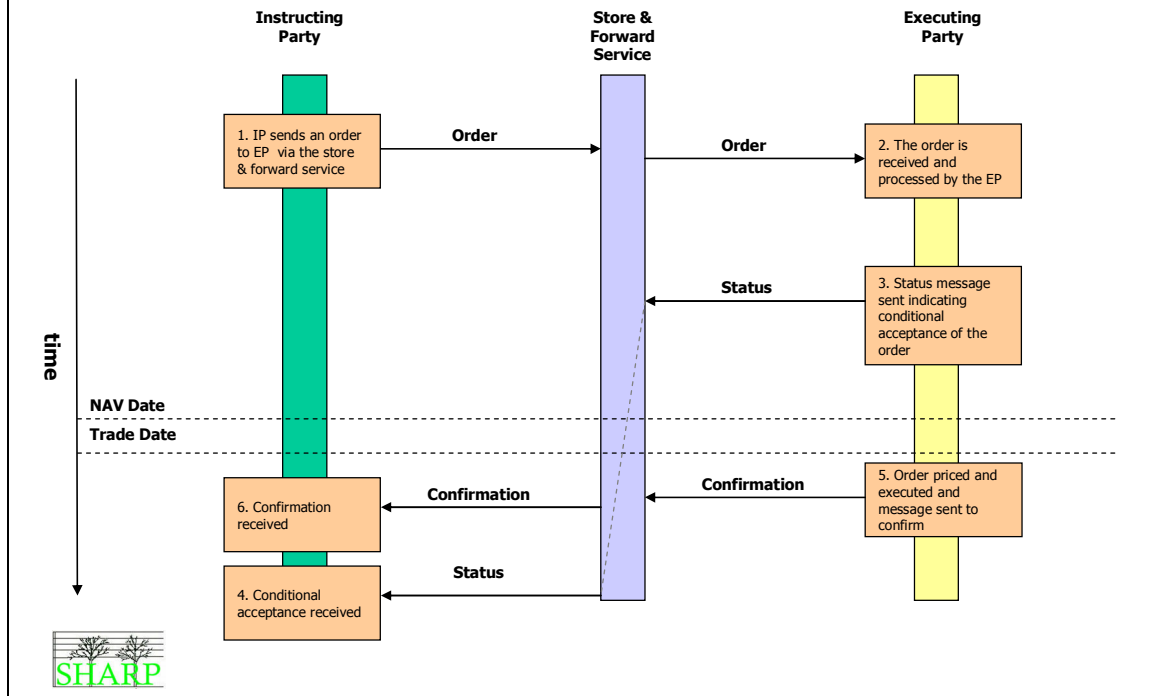 Instructing
Party
Store &
Forward
Service
Executing
Party
1. IP sends an order
to EP via the store
& forward service
Order
Order
2. The order is
received and
processed by the EP
Status
3. Status message
sent indicating
conditional
acceptance of the
order
time
NAV Date
Trade Date
5. Order priced and
executed and
message sent to
confirm
Confirmation
Confirmation
6. Confirmation
received
Status
4. Conditional
acceptance received
SHARP